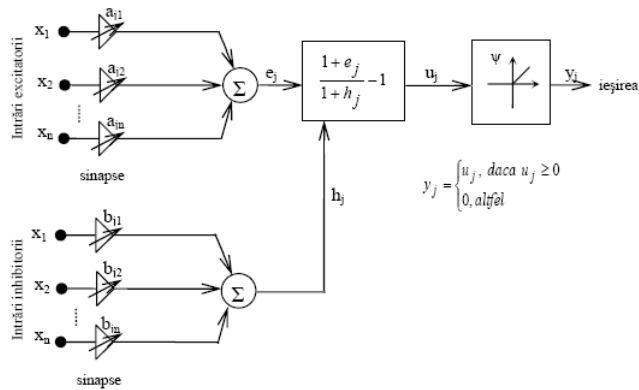 Intrări excitatorii
x1
aj1
x2
aj2
xn
ajn
sinapse
Σ
ej
1+ej
1+hj
−1
uj
ψ
yj
ieşirea
hj
yj = { uj, daca uj ≥ 0
0, altfel
Intrări inhibitorii
x1
bj1
x2
bj2
xn
bjn
sinapse
Σ